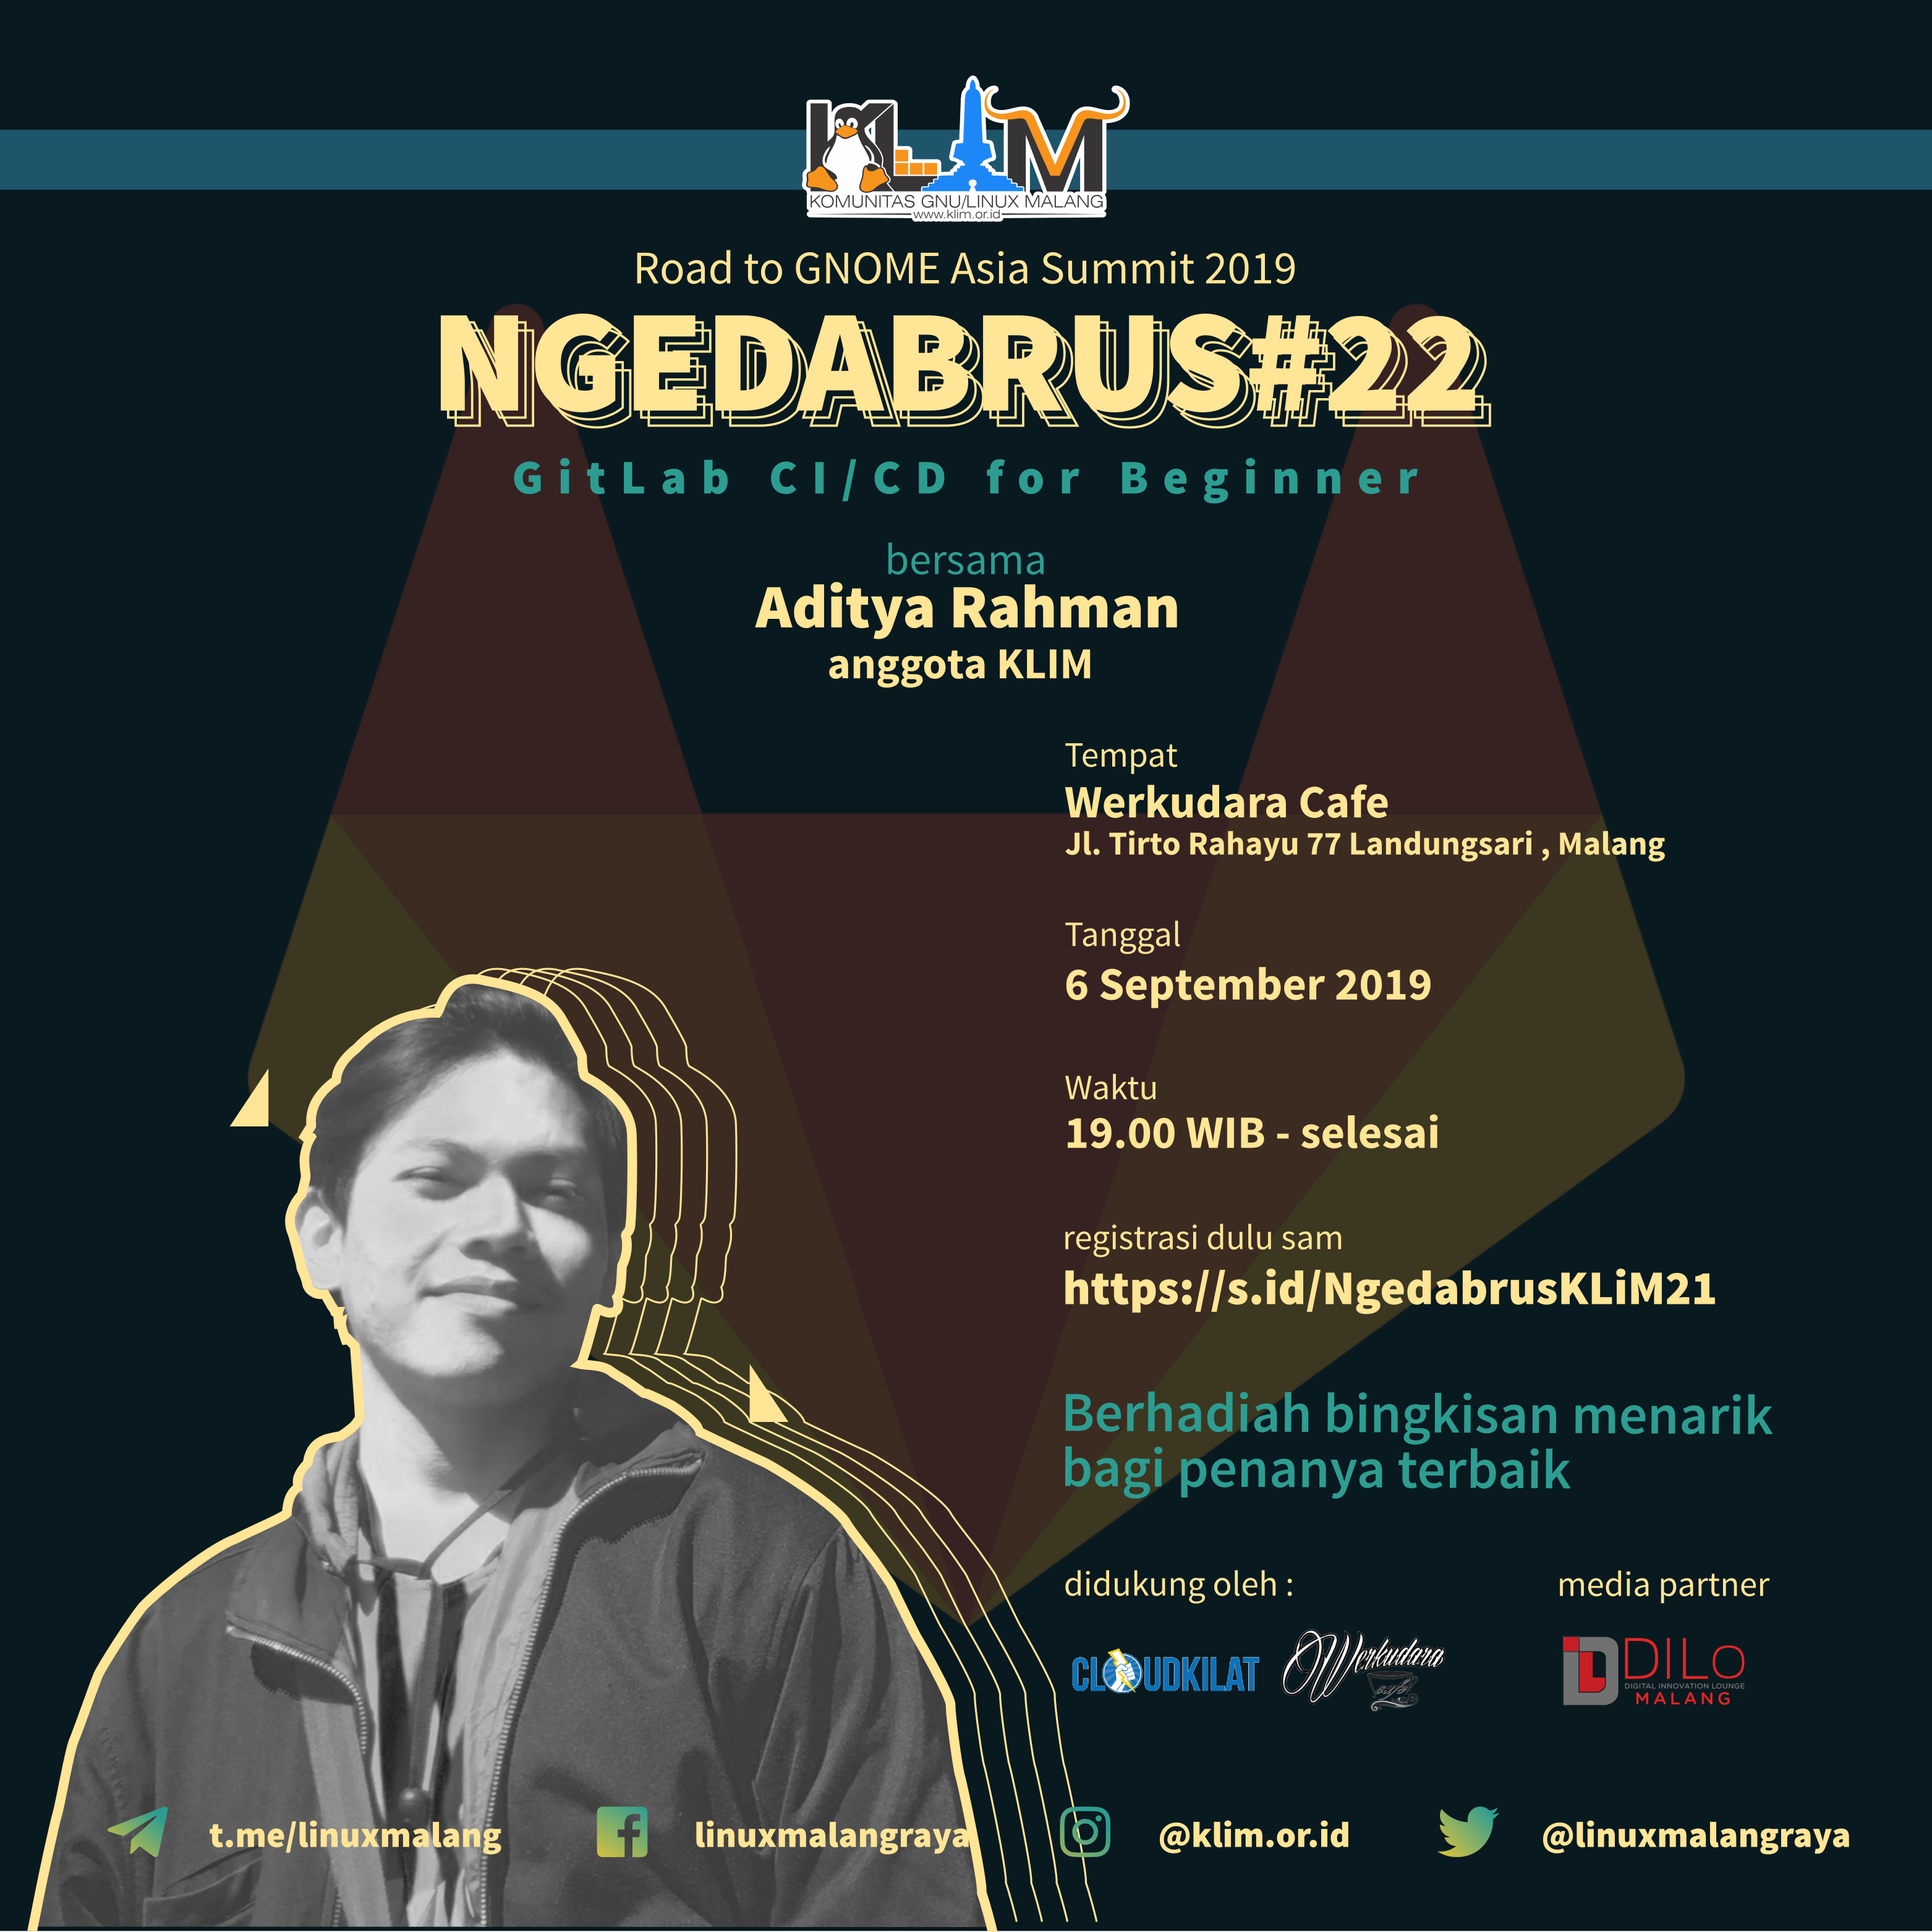 KLIM
KOMUNITAS GNU/LINUX MALANG
www.klim.or.id
Road to GNOME Asia Summit 2019
NGEDABRUS#22
GitLab CI/CD for Beginner
bersama
Aditya Rahman
anggota KLIM
Tempat
Werkudara Cafe
Jl. Tirto Rahayu 77 Landungsari , Malang
Tanggal
6 September 2019
Waktu
19.00 WIB - selesai
registrasi dulu sam
https://s.id/NgedabrusKLiM21
Berhadiah bingkisan menarik
bagi penanya terbaik
didukung oleh :
media partner
CLOUDKILAT
Werkudara
cafe
DILo
DIGITAL INNOVATION LOUNGE
MALANG
t.me/linuxmalang
linuxmalangraya
@klim.or.id
@linuxmalangraya